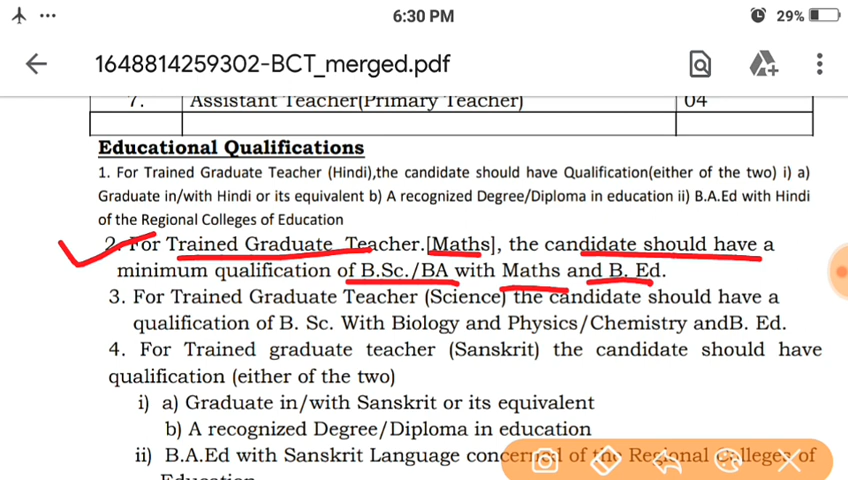 6:30 PM
29%
1648814259302-BCT_merged.pdf
7. Assistant Teacher(Primary Teacher) 04
Educational Qualifications
1. For Trained Graduate Teacher (Hindi),the candidate should have Qualification(either of the two) i) a)
Graduate in/with Hindi or its equivalent b) A recognized Degree/Diploma in education ii) B.A.Ed with Hindi
of the Regional Colleges of Education
2. For Trained Graduate Teacher.[Maths], the candidate should have a
minimum qualification of B.Sc./BA with Maths and B. Ed.
3. For Trained Graduate Teacher (Science) the candidate should have a
qualification of B. Sc. With Biology and Physics/Chemistry andB. Ed.
4. For Trained graduate teacher (Sanskrit) the candidate should have
qualification (either of the two)
i) a) Graduate in/with Sanskrit or its equivalent
b) A recognized Degree/Diploma in education
ii) B.A.Ed with Sanskrit Language concerned of the Regional Colleges of
Education